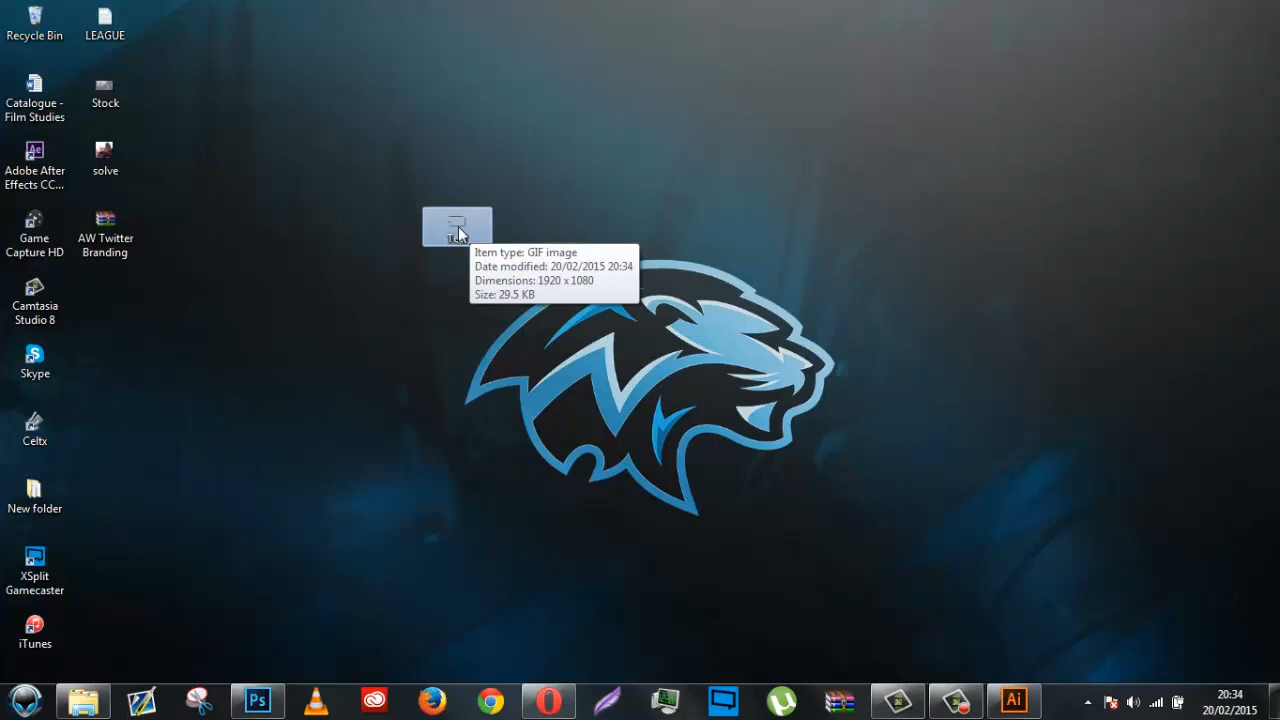 Recycle Bin
LEAGUE
Catalogue -
Film Studies
Stock
Adobe After
Effects CC...
solve
Game
Capture HD
AW Twitter
Branding
Item type: GIF image
Date modified: 20/02/2015 20:34
Dimensions: 1920 x 1080
Size: 29.5 KB
Camtasia
Studio 8
Skype
Celtx
New folder
XSplit
Gamecaster
iTunes
Ps
Ai
20:34
20/02/2015